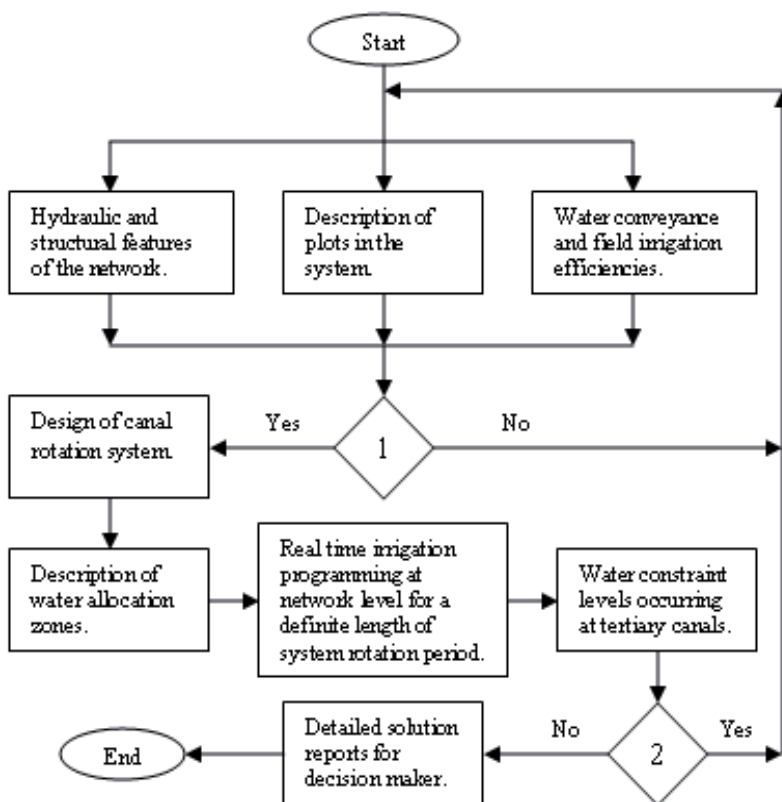 Start
Hydraulic and
structural features
of the network.
Description of
plots in the
system.
Water conveyance
and field irrigation
efficiencies.
Design of canal
rotation system.
Yes
1
No
Description of
water allocation
zones.
Real time irrigation
programming at
network level for a
definite length of
system rotation period.
Water constraint
levels occurring
at tertiary canals.
End
Detailed solution
reports for
decision maker.
No
2
Yes